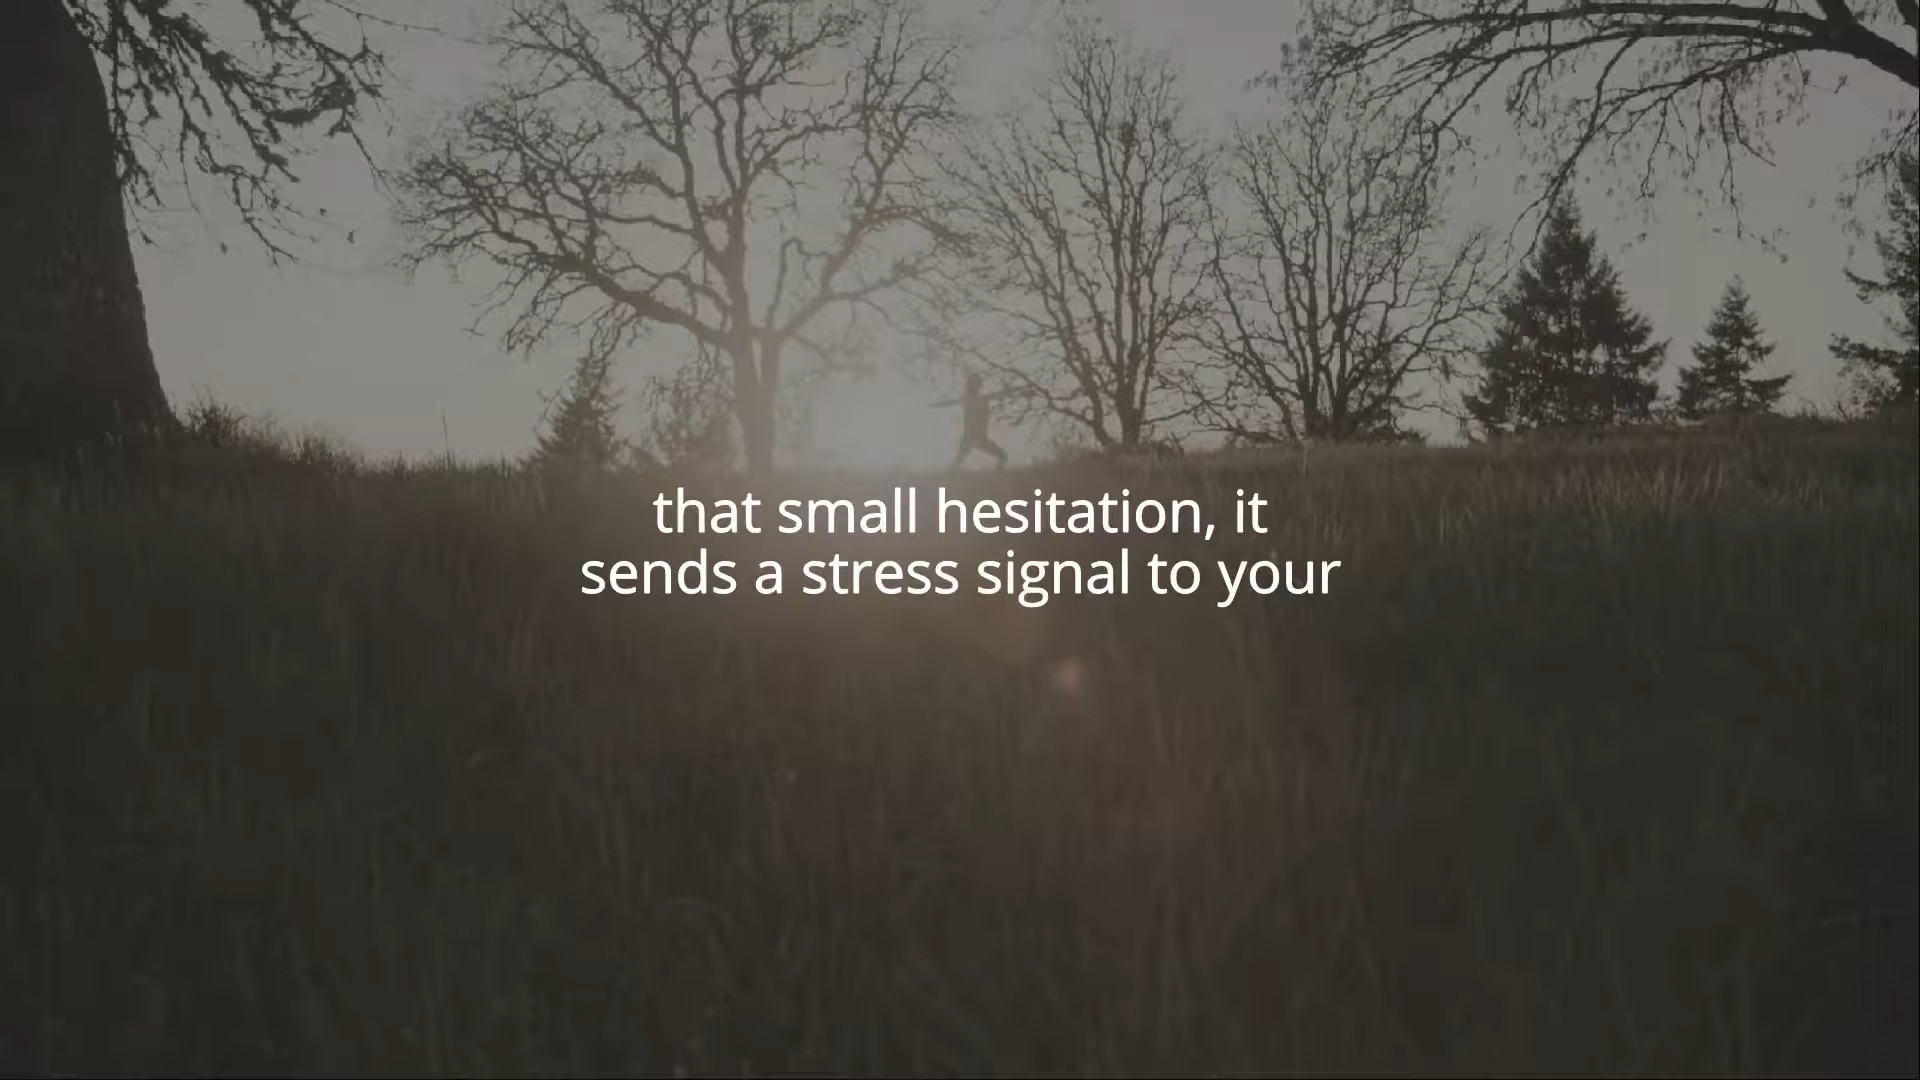 that small hesitation, it
sends a stress signal to your